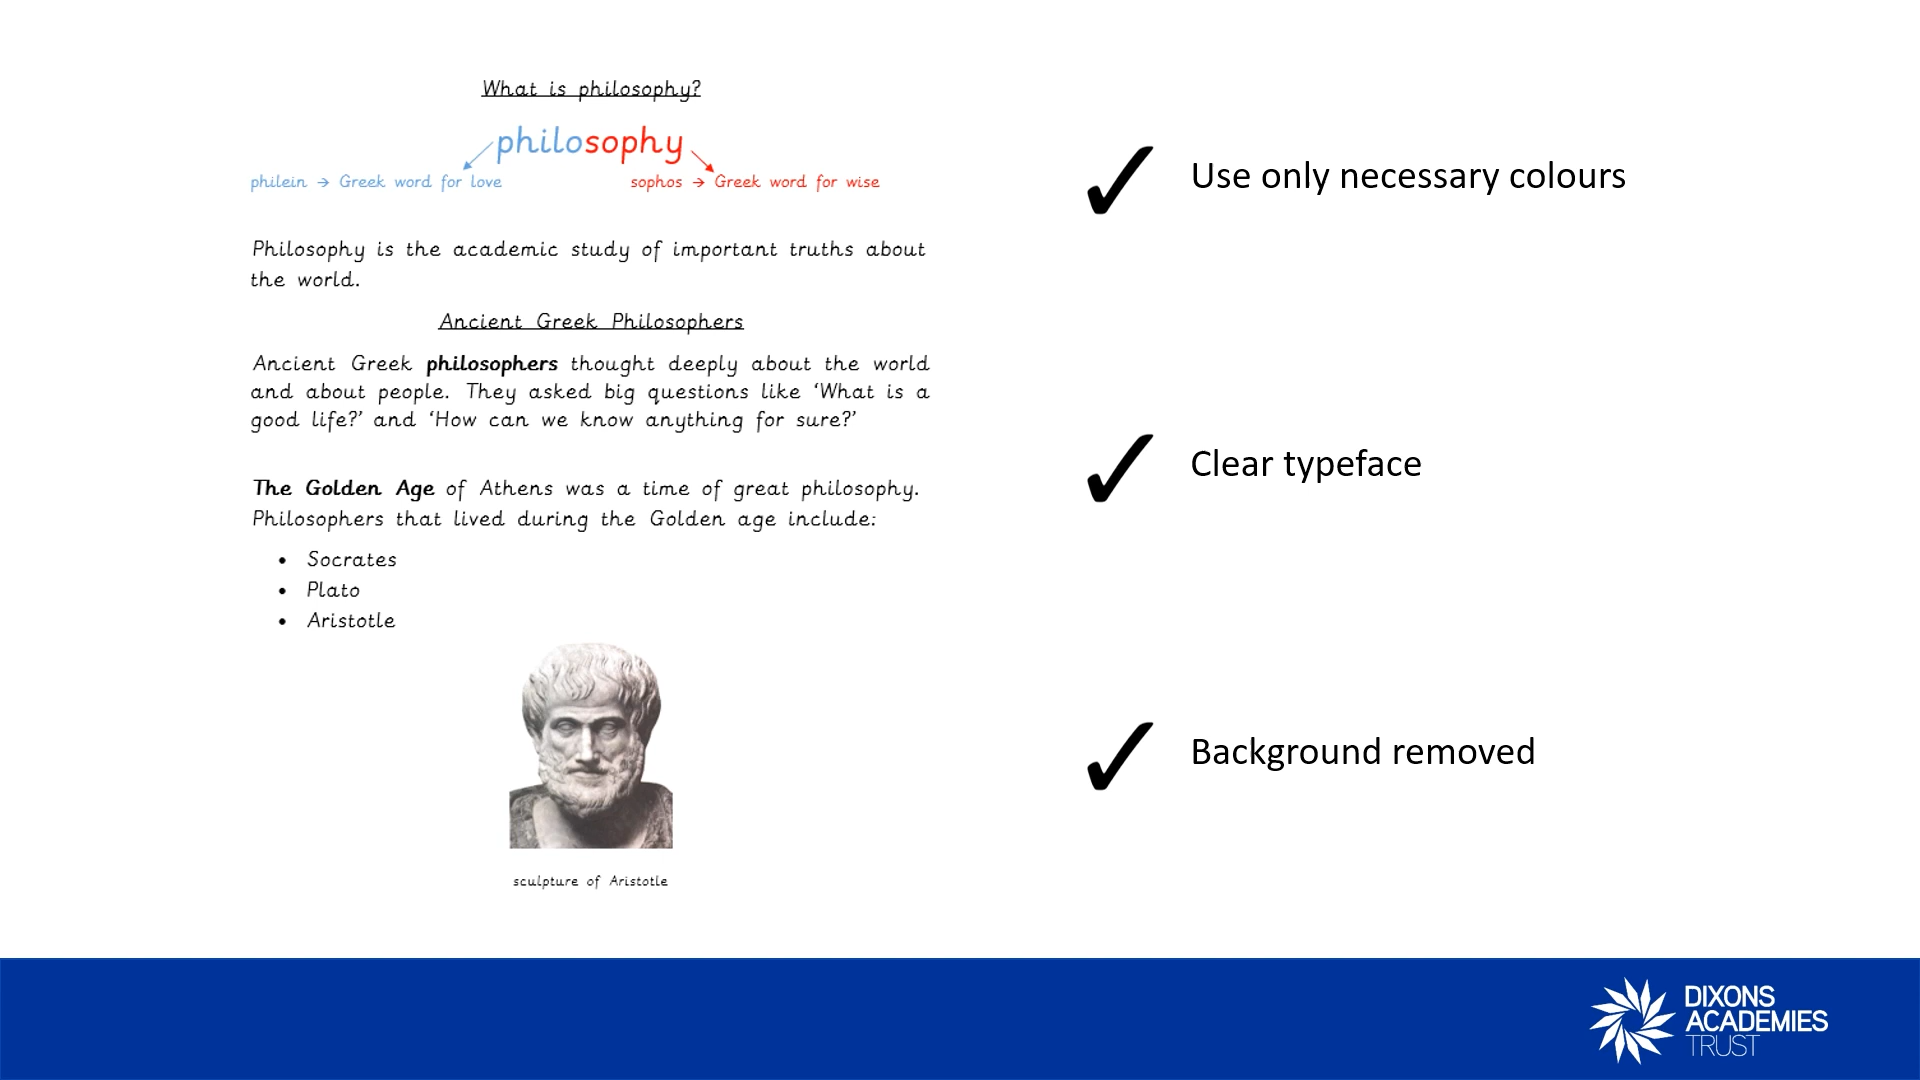 What is philosophy?
philosophy
philein → Greek word for love
sophos → Greek word for wise
Philosophy is the academic study of important truths about
the world.
Ancient Greek Philosophers
Ancient Greek philosophers thought deeply about the world
and about people. They asked big questions like ‘What is a
good life?’ and ‘How can we know anything for sure?’
The Golden Age of Athens was a time of great philosophy.
Philosophers that lived during the Golden age include:
• Socrates
• Plato
• Aristotle
sculpture of Aristotle
✓ Use only necessary colours
✓ Clear typeface
✓ Background removed
DIXONS
ACADEMIES
TRUST